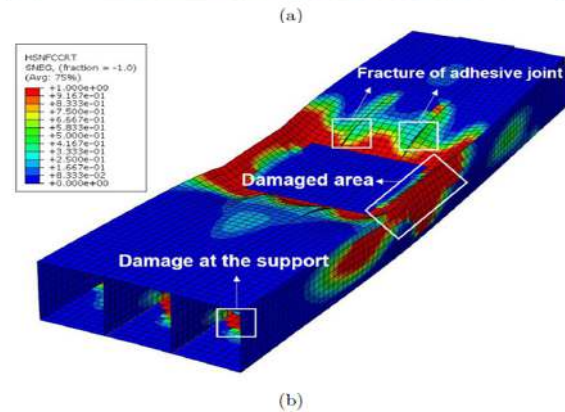 (a)
HSNFCCRT
SNEG, (fraction = -1.0)
(Avg: 75%)
+1.000e+00
+9.167e-01
+8.333e-01
+7.500e-01
+6.667e-01
+5.833e-01
+5.000e-01
+4.167e-01
+3.333e-01
+2.500e-01
+1.667e-01
+8.333e-02
+0.000e+00
Fracture of adhesive joint
Damaged area
Damage at the support
(b)